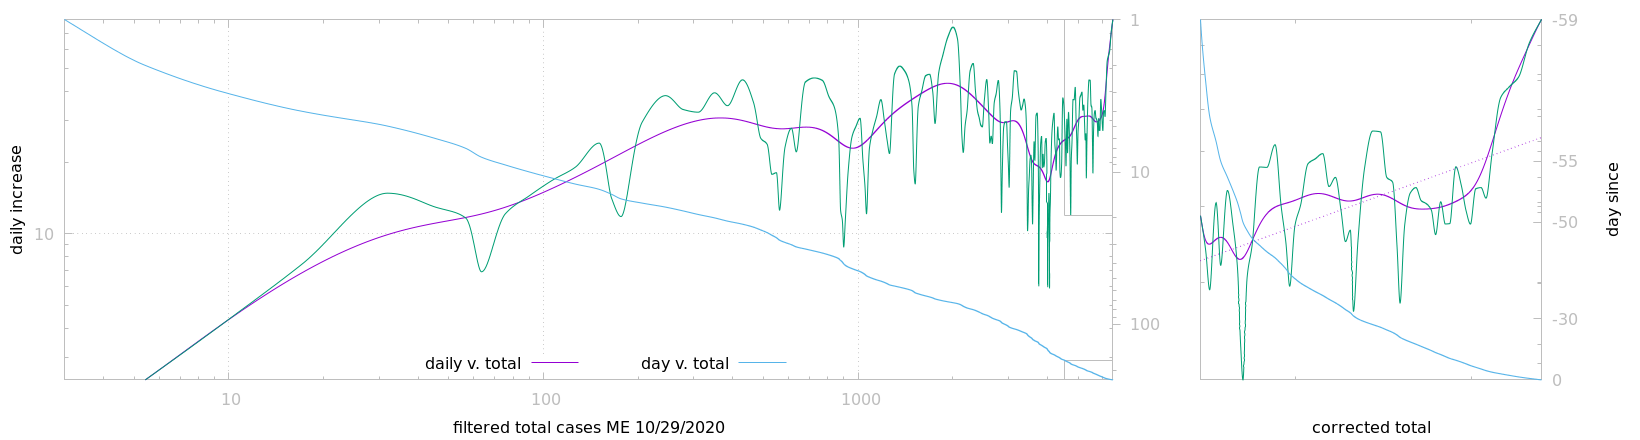 1
-59
10
-55
-50
10
daily increase
day since
100
-30
daily v. total
day v. total
0
10
100
1000
filtered total cases ME 10/29/2020
corrected total